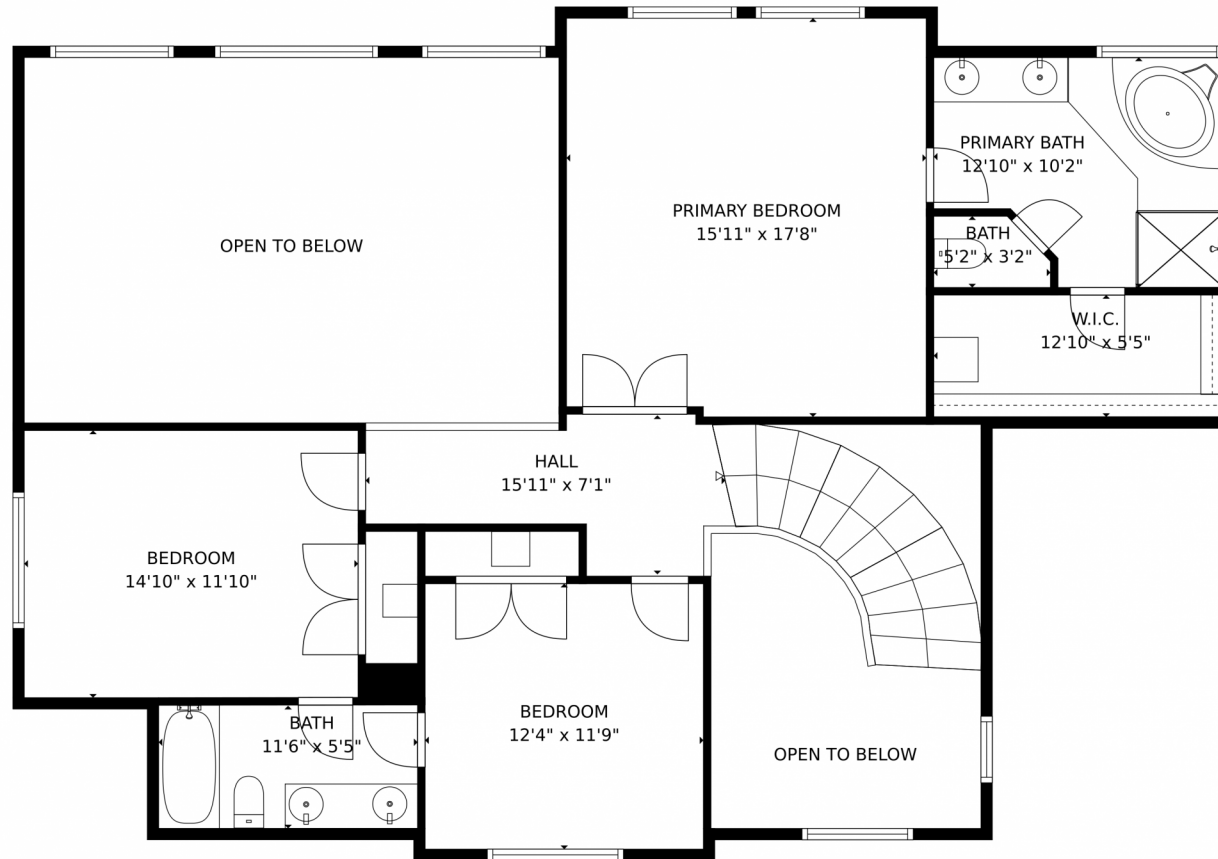 PRIMARY BATH
12'10" x 10'2"
PRIMARY BEDROOM
15'11" x 17'8"
OPEN TO BELOW
BATH
5'2" x 3'2"
W.I.C.
12'10" x 5'5"
HALL
15'11" x 7'1"
BEDROOM
14'10" x 11'10"
BATH
11'6" x 5'5"
BEDROOM
12'4" x 11'9"
OPEN TO BELOW